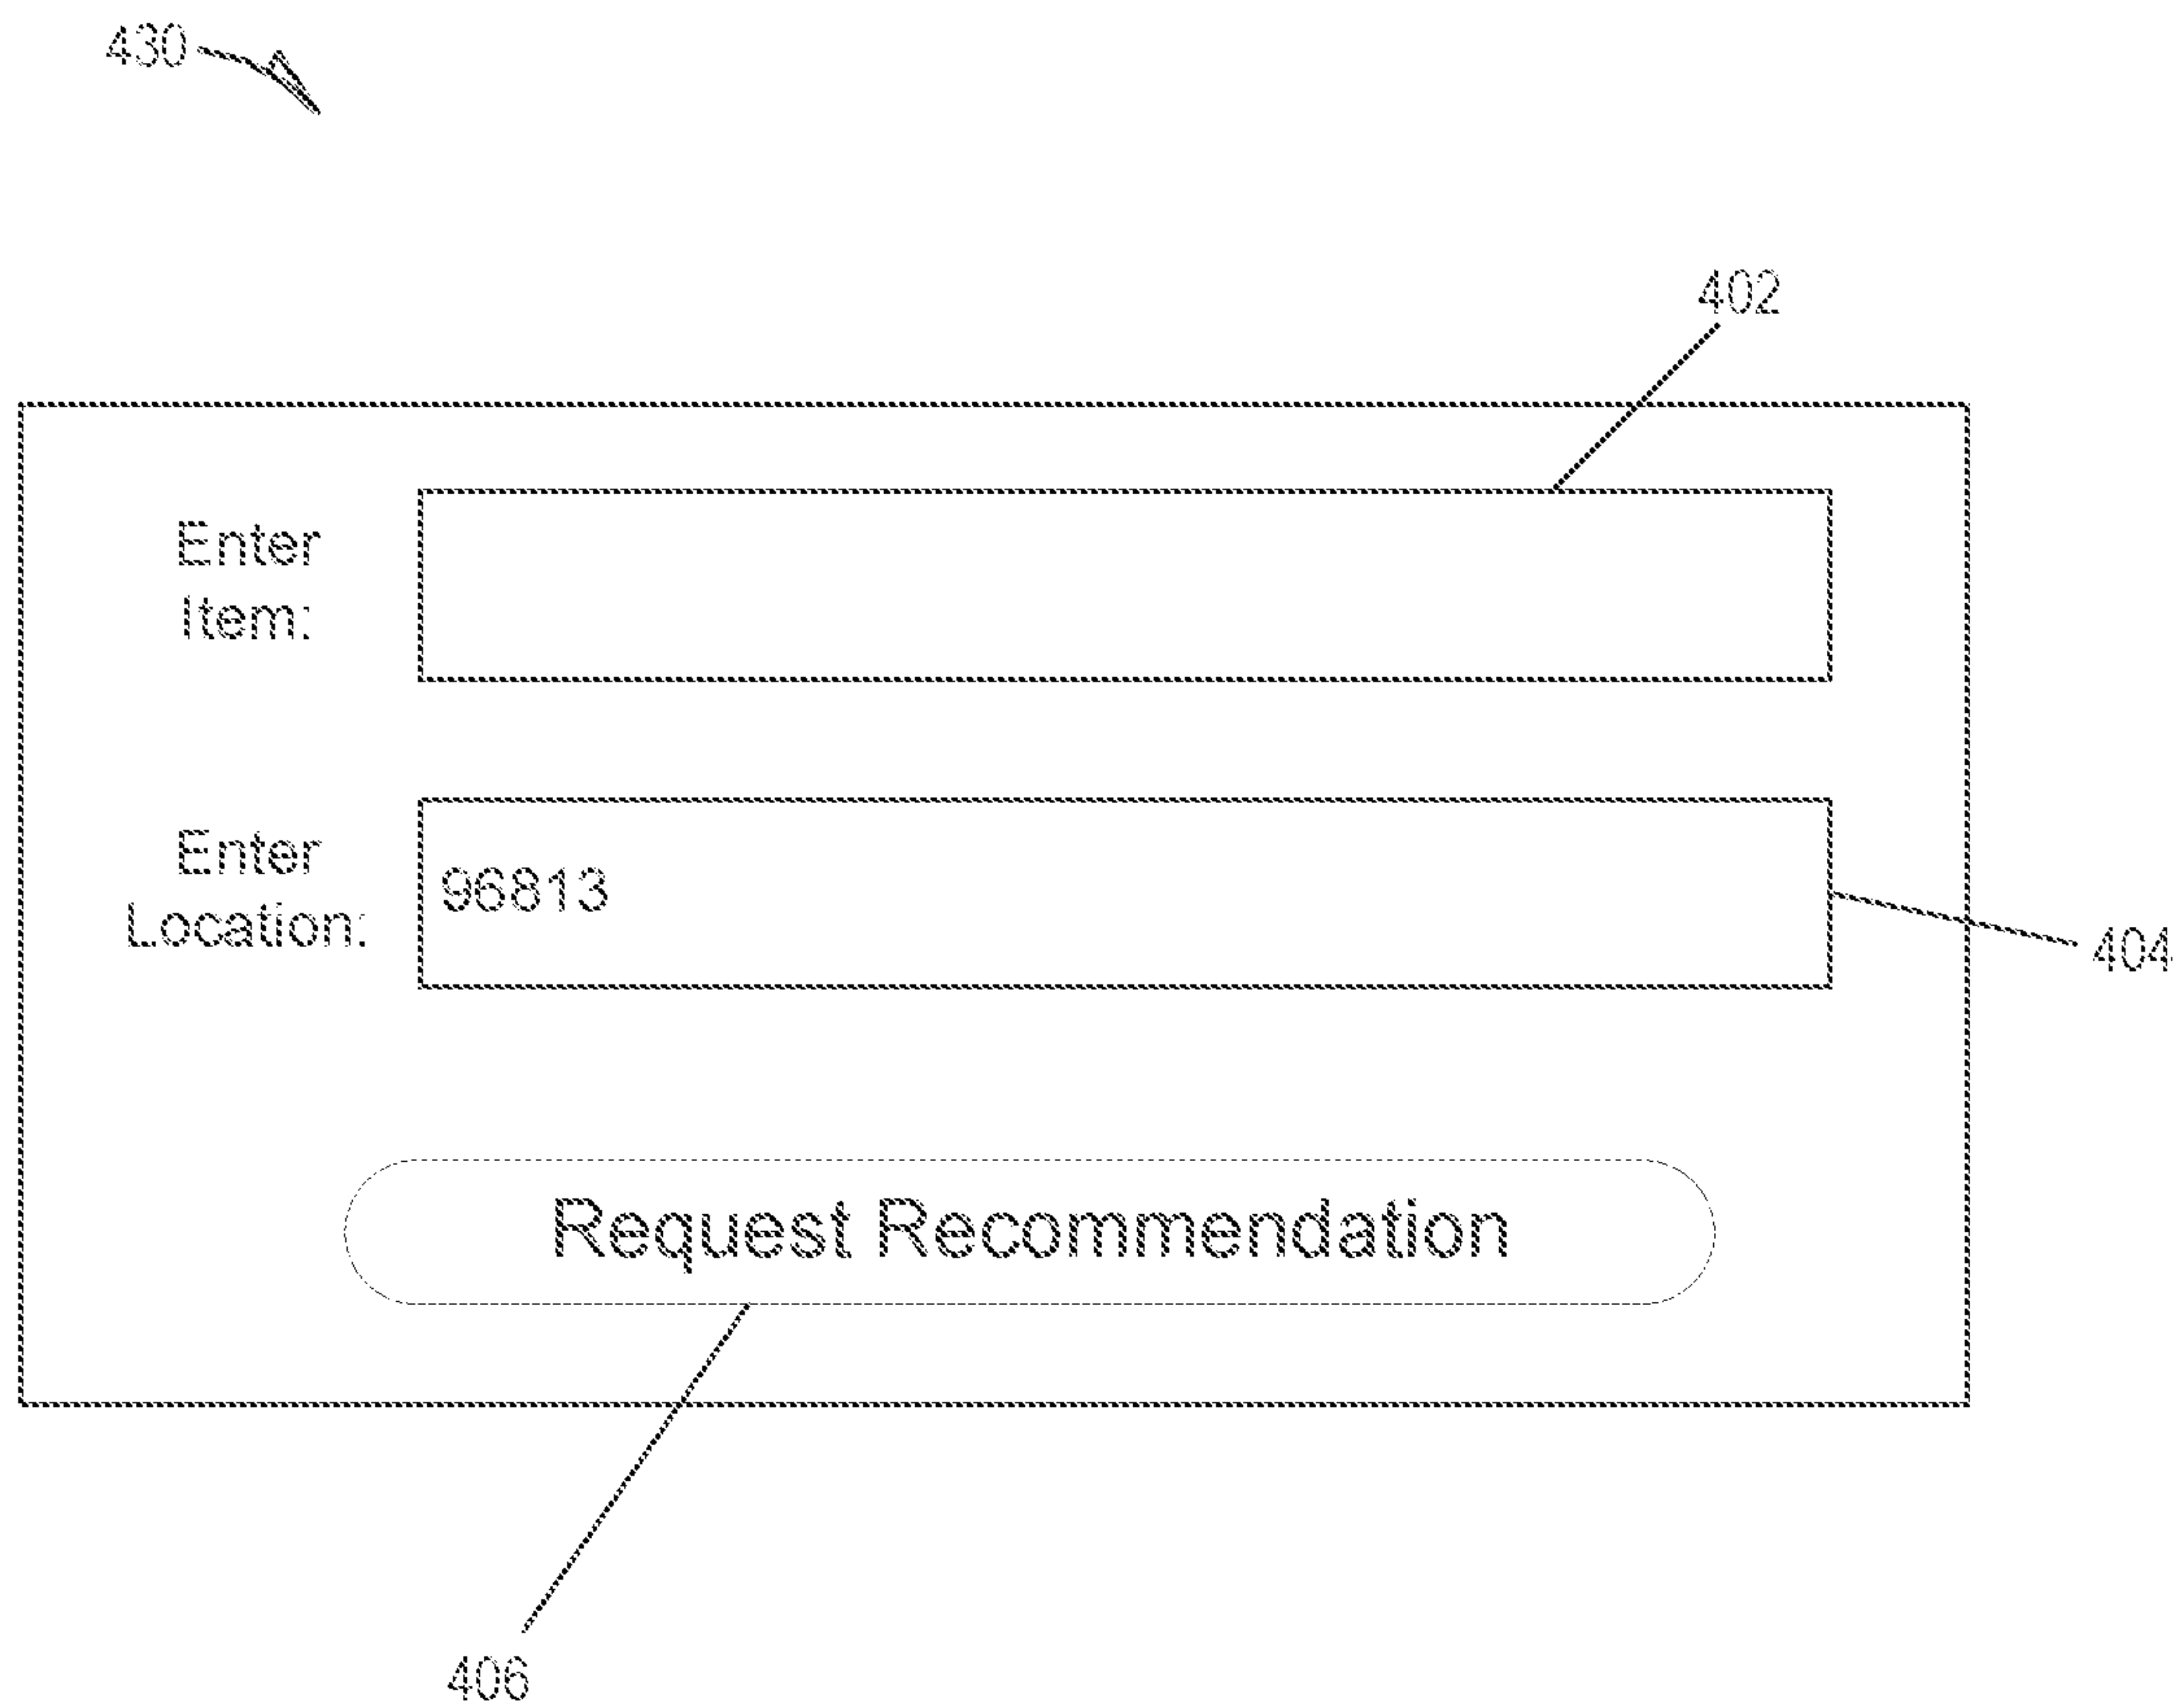 430
402
Enter
Item:
Enter
Location:
96813
404
Request Recommendation
406